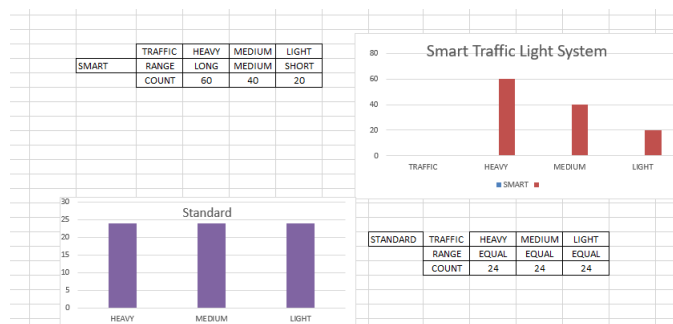 TRAFFIC HEAVY MEDIUM LIGHT
SMART RANGE LONG MEDIUM SHORT
COUNT 60 40 20
Smart Traffic Light System
80
60
40
20
0
TRAFFIC HEAVY MEDIUM LIGHT
SMART
Standard
30
25
20
15
10
5
0
HEAVY MEDIUM LIGHT
STANDARD TRAFFIC HEAVY MEDIUM LIGHT
RANGE EQUAL EQUAL EQUAL
COUNT 24 24 24